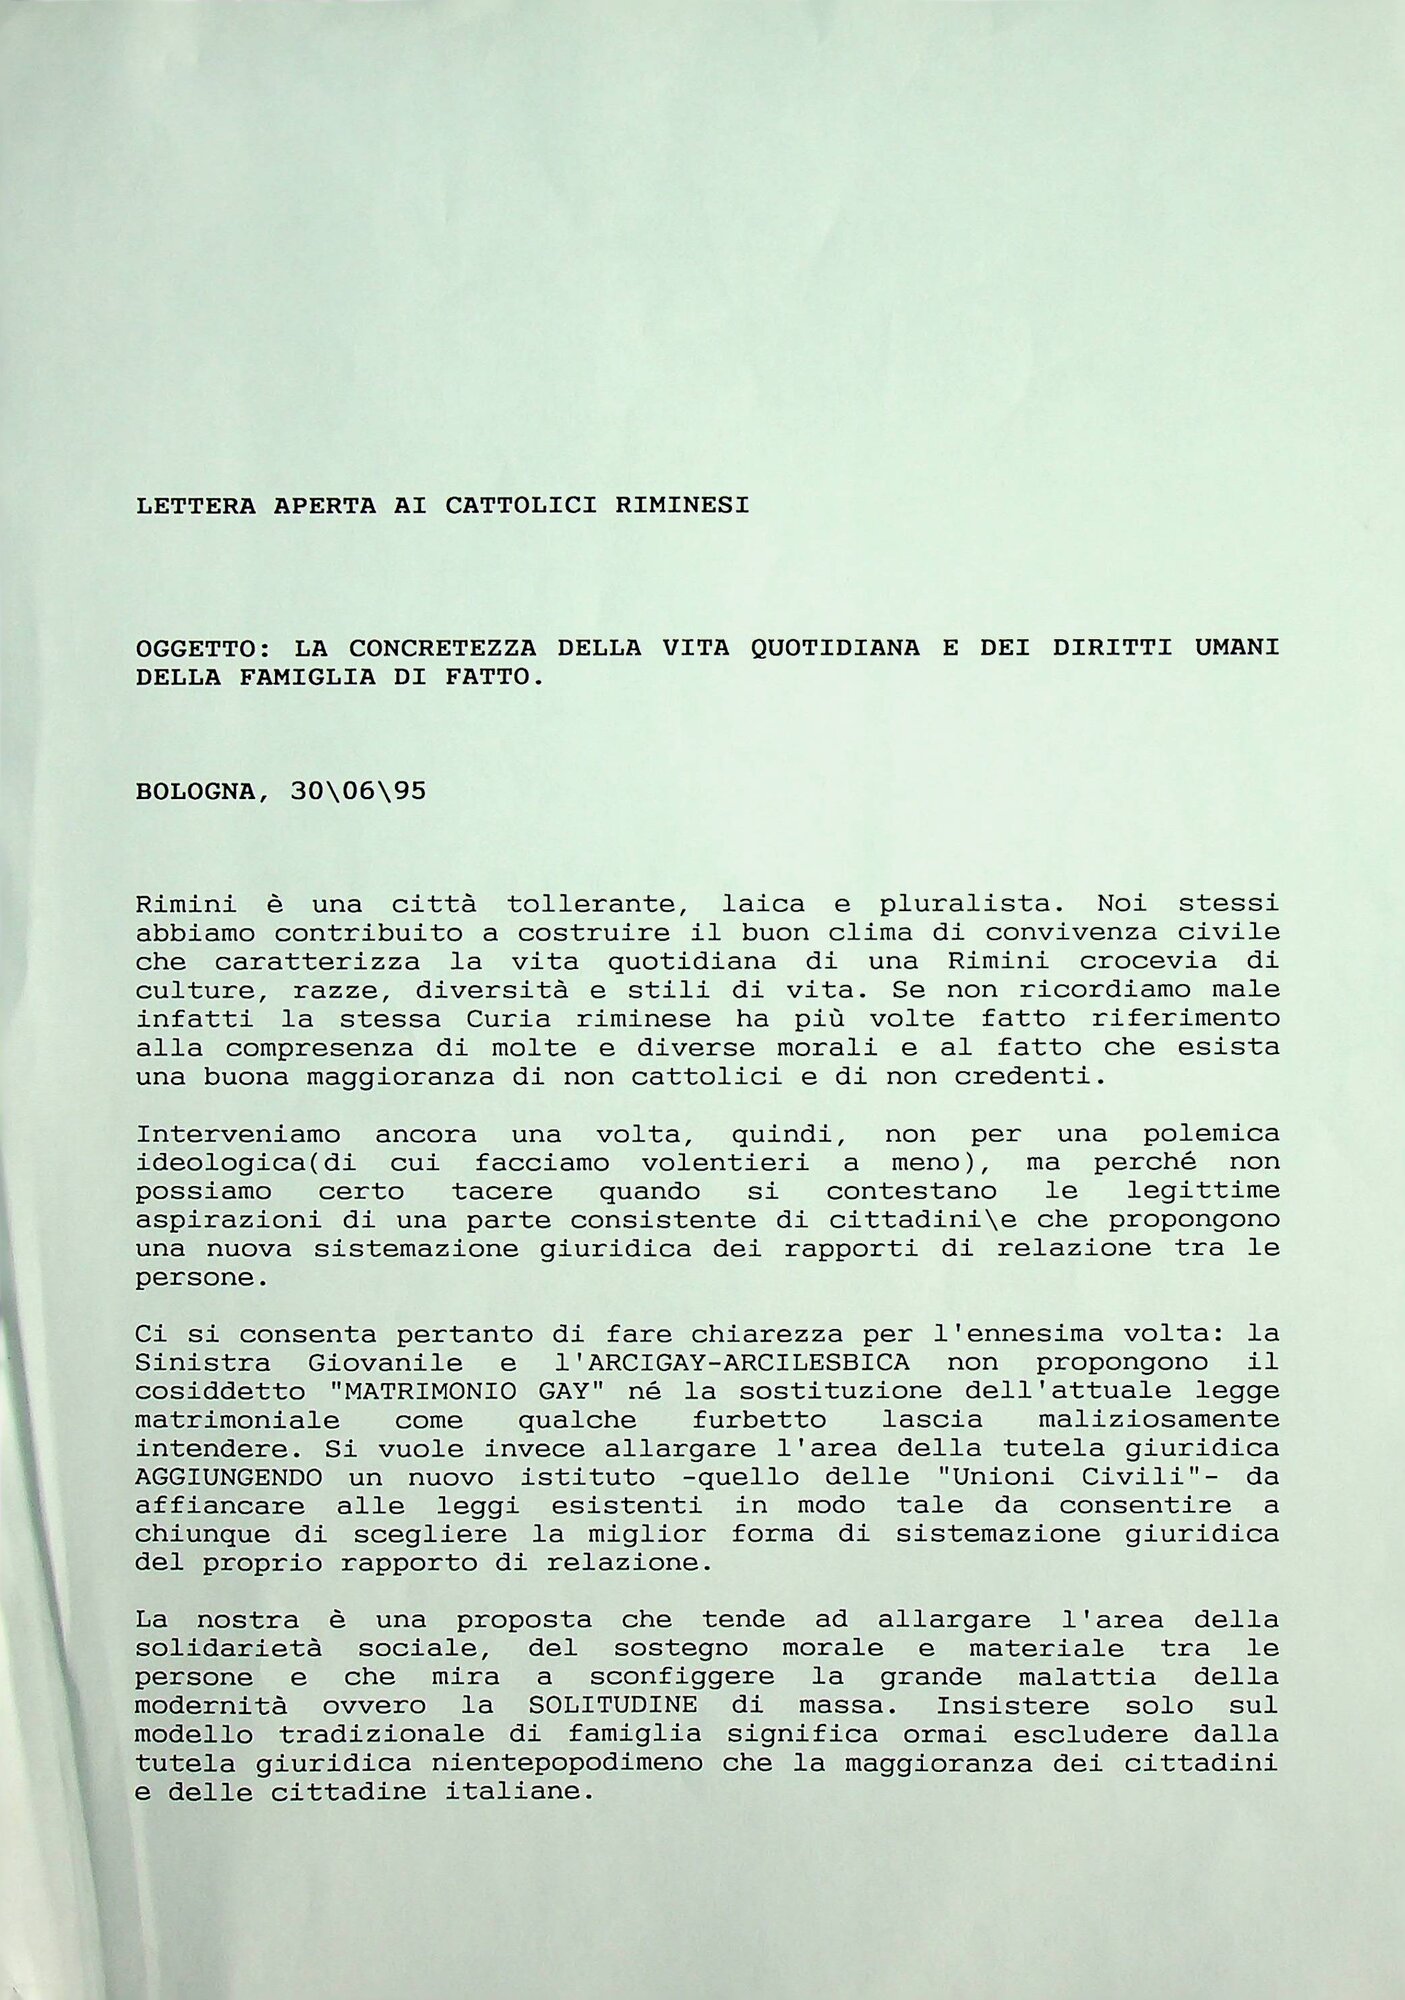 LETTERA APERTA AI CATTOLICI RIMINESI
OGGETTO: LA CONCRETEZZA DELLA VITA QUOTIDIANA E DEI DIRITTI UMANI
DELLA FAMIGLIA DI FATTO.
BOLOGNA, 30\06\95
Rimini è una città tollerante, laica e pluralista. Noi stessi
abbiamo contribuito a costruire il buon clima di convivenza civile
che caratterizza la vita quotidiana di una Rimini crocevia di
culture, razze, diversità e stili di vita. Se non ricordiamo male
infatti la stessa Curia riminese ha più volte fatto riferimento
alla compresenza di molte e diverse morali e al fatto che esista
una buona maggioranza di non cattolici e di non credenti.
Interveniamo ancora una volta, quindi, non per una polemica
ideologica(di cui facciamo volentieri a meno), ma perché non
possiamo certo tacere quando si contestano le legittime
aspirazioni di una parte consistente di cittadini\e che propongono
una nuova sistemazione giuridica dei rapporti di relazione tra le
persone.
Ci si consenta pertanto di fare chiarezza per l'ennesima volta: la
Sinistra Giovanile e l'ARCIGAY-ARCILESBICA non propongono il
cosiddetto "MATRIMONIO GAY" né la sostituzione dell'attuale legge
matrimoniale come qualche furbetto lascia maliziosamente
intendere. Si vuole invece allargare l'area della tutela giuridica
AGGIUNGENDO un nuovo istituto -quello delle "Unioni Civili"- da
affiancare alle leggi esistenti in modo tale da consentire a
chiunque di scegliere la miglior forma di sistemazione giuridica
del proprio rapporto di relazione.
La nostra è una proposta che tende ad allargare l'area della
solidarietà sociale, del sostegno morale e materiale tra le
persone e che mira a sconfiggere la grande malattia della
modernità ovvero la SOLITUDINE di massa. Insistere solo sul
modello tradizionale di famiglia significa ormai escludere dalla
tutela giuridica nientepopodimeno che la maggioranza dei cittadini
e delle cittadine italiane.